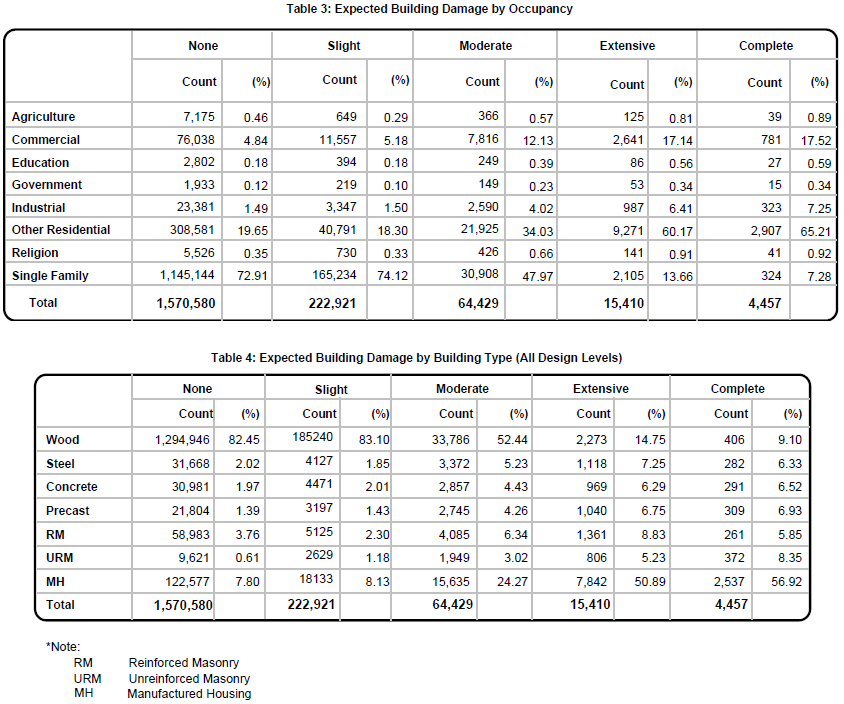 Table 3: Expected Building Damage by Occupancy
None Slight Moderate Extensive Complete
Count (%) Count (%) Count (%) Count (%) Count (%)
Agriculture 7,175 0.46 649 0.29 366 0.57 125 0.81 39 0.89
Commercial 76,038 4.84 11,557 5.18 7,816 12.13 2,641 17.14 781 17.52
Education 2,802 0.18 394 0.18 249 0.39 86 0.56 27 0.59
Government 1,933 0.12 219 0.10 149 0.23 53 0.34 15 0.34
Industrial 23,381 1.49 3,347 1.50 2,590 4.02 987 6.41 323 7.25
Other Residential 308,581 19.65 40,791 18.30 21,925 34.03 9,271 60.17 2,907 65.21
Religion 5,526 0.35 730 0.33 426 0.66 141 0.91 41 0.92
Single Family 1,145,144 72.91 165,234 74.12 30,908 47.97 2,105 13.66 324 7.28
Total 1,570,580 222,921 64,429 15,410 4,457
Table 4: Expected Building Damage by Building Type (All Design Levels)
None Slight Moderate Extensive Complete
Count (%) Count (%) Count (%) Count (%) Count (%)
Wood 1,294,946 82.45 185240 83.10 33,786 52.44 2,273 14.75 406 9.10
Steel 31,668 2.02 4127 1.85 3,372 5.23 1,118 7.25 282 6.33
Concrete 30,981 1.97 4471 2.01 2,857 4.43 969 6.29 291 6.52
Precast 21,804 1.39 3197 1.43 2,745 4.26 1,040 6.75 309 6.93
RM 58,983 3.76 5125 2.30 4,085 6.34 1,361 8.83 261 5.85
URM 9,621 0.61 2629 1.18 1,949 3.02 806 5.23 372 8.35
MH 122,577 7.80 18133 8.13 15,635 24.27 7,842 50.89 2,537 56.92
Total 1,570,580 222,921 64,429 15,410 4,457
*Note:
RM Reinforced Masonry
URM Unreinforced Masonry
MH Manufactured Housing